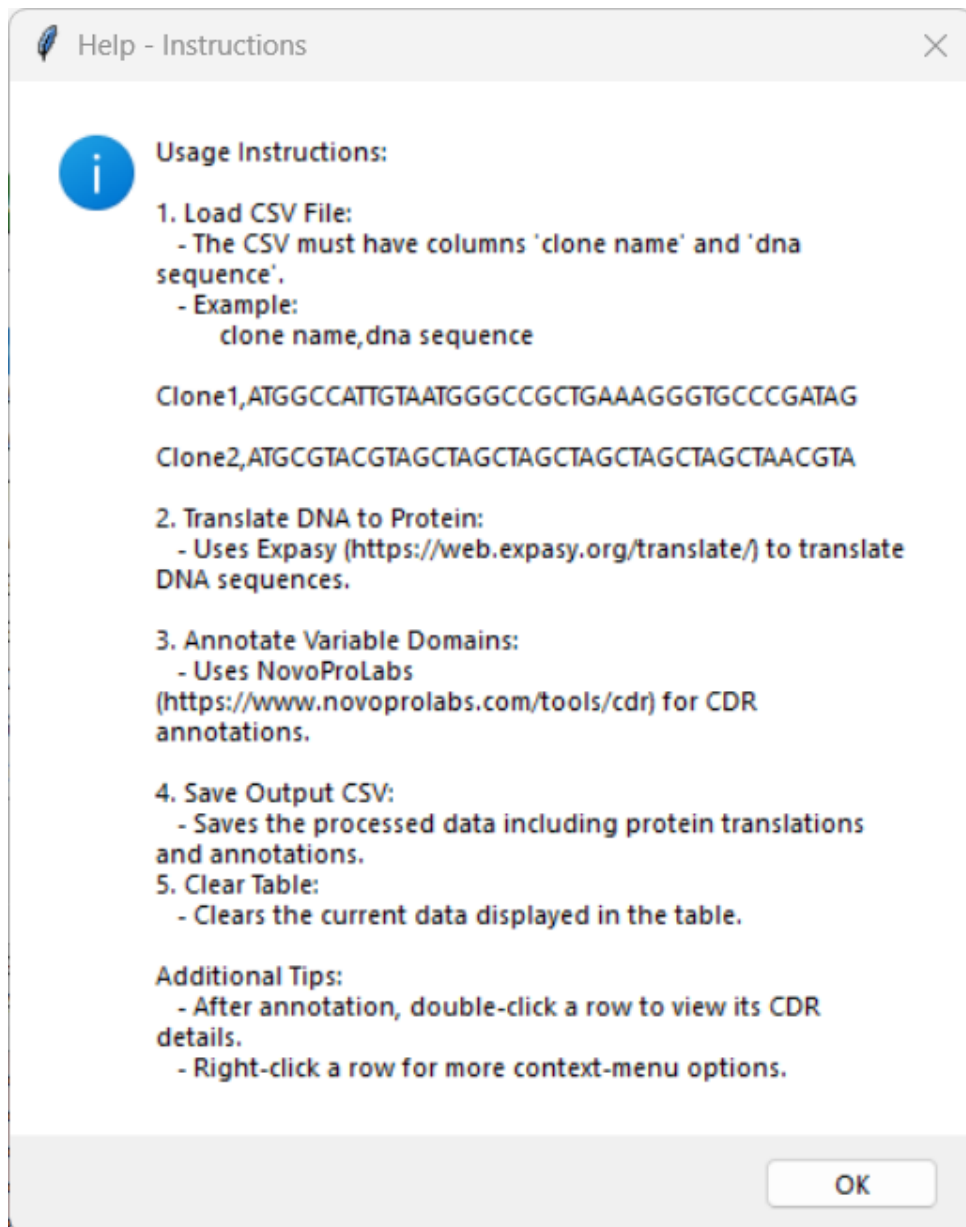 Help - Instructions
Usage Instructions:
1. Load CSV File:
- The CSV must have columns 'clone name' and 'dna
sequence'.
- Example:
clone name,dna sequence
Clone1,ATGGCCATTGTAATGGGCCGCTGAAAGGGTGCCCGATAG
Clone2,ATGCGTACGTAGCTAGCTAGCTAGCTAGCTAGCTAACGTA
2. Translate DNA to Protein:
- Uses Expasy (https://web.expasy.org/translate/) to translate
DNA sequences.
3. Annotate Variable Domains:
- Uses NovoProLabs
(https://www.novoprolabs.com/tools/cdr) for CDR
annotations.
4. Save Output CSV:
- Saves the processed data including protein translations
and annotations.
5. Clear Table:
- Clears the current data displayed in the table.
Additional Tips:
- After annotation, double-click a row to view its CDR
details.
- Right-click a row for more context-menu options.
OK